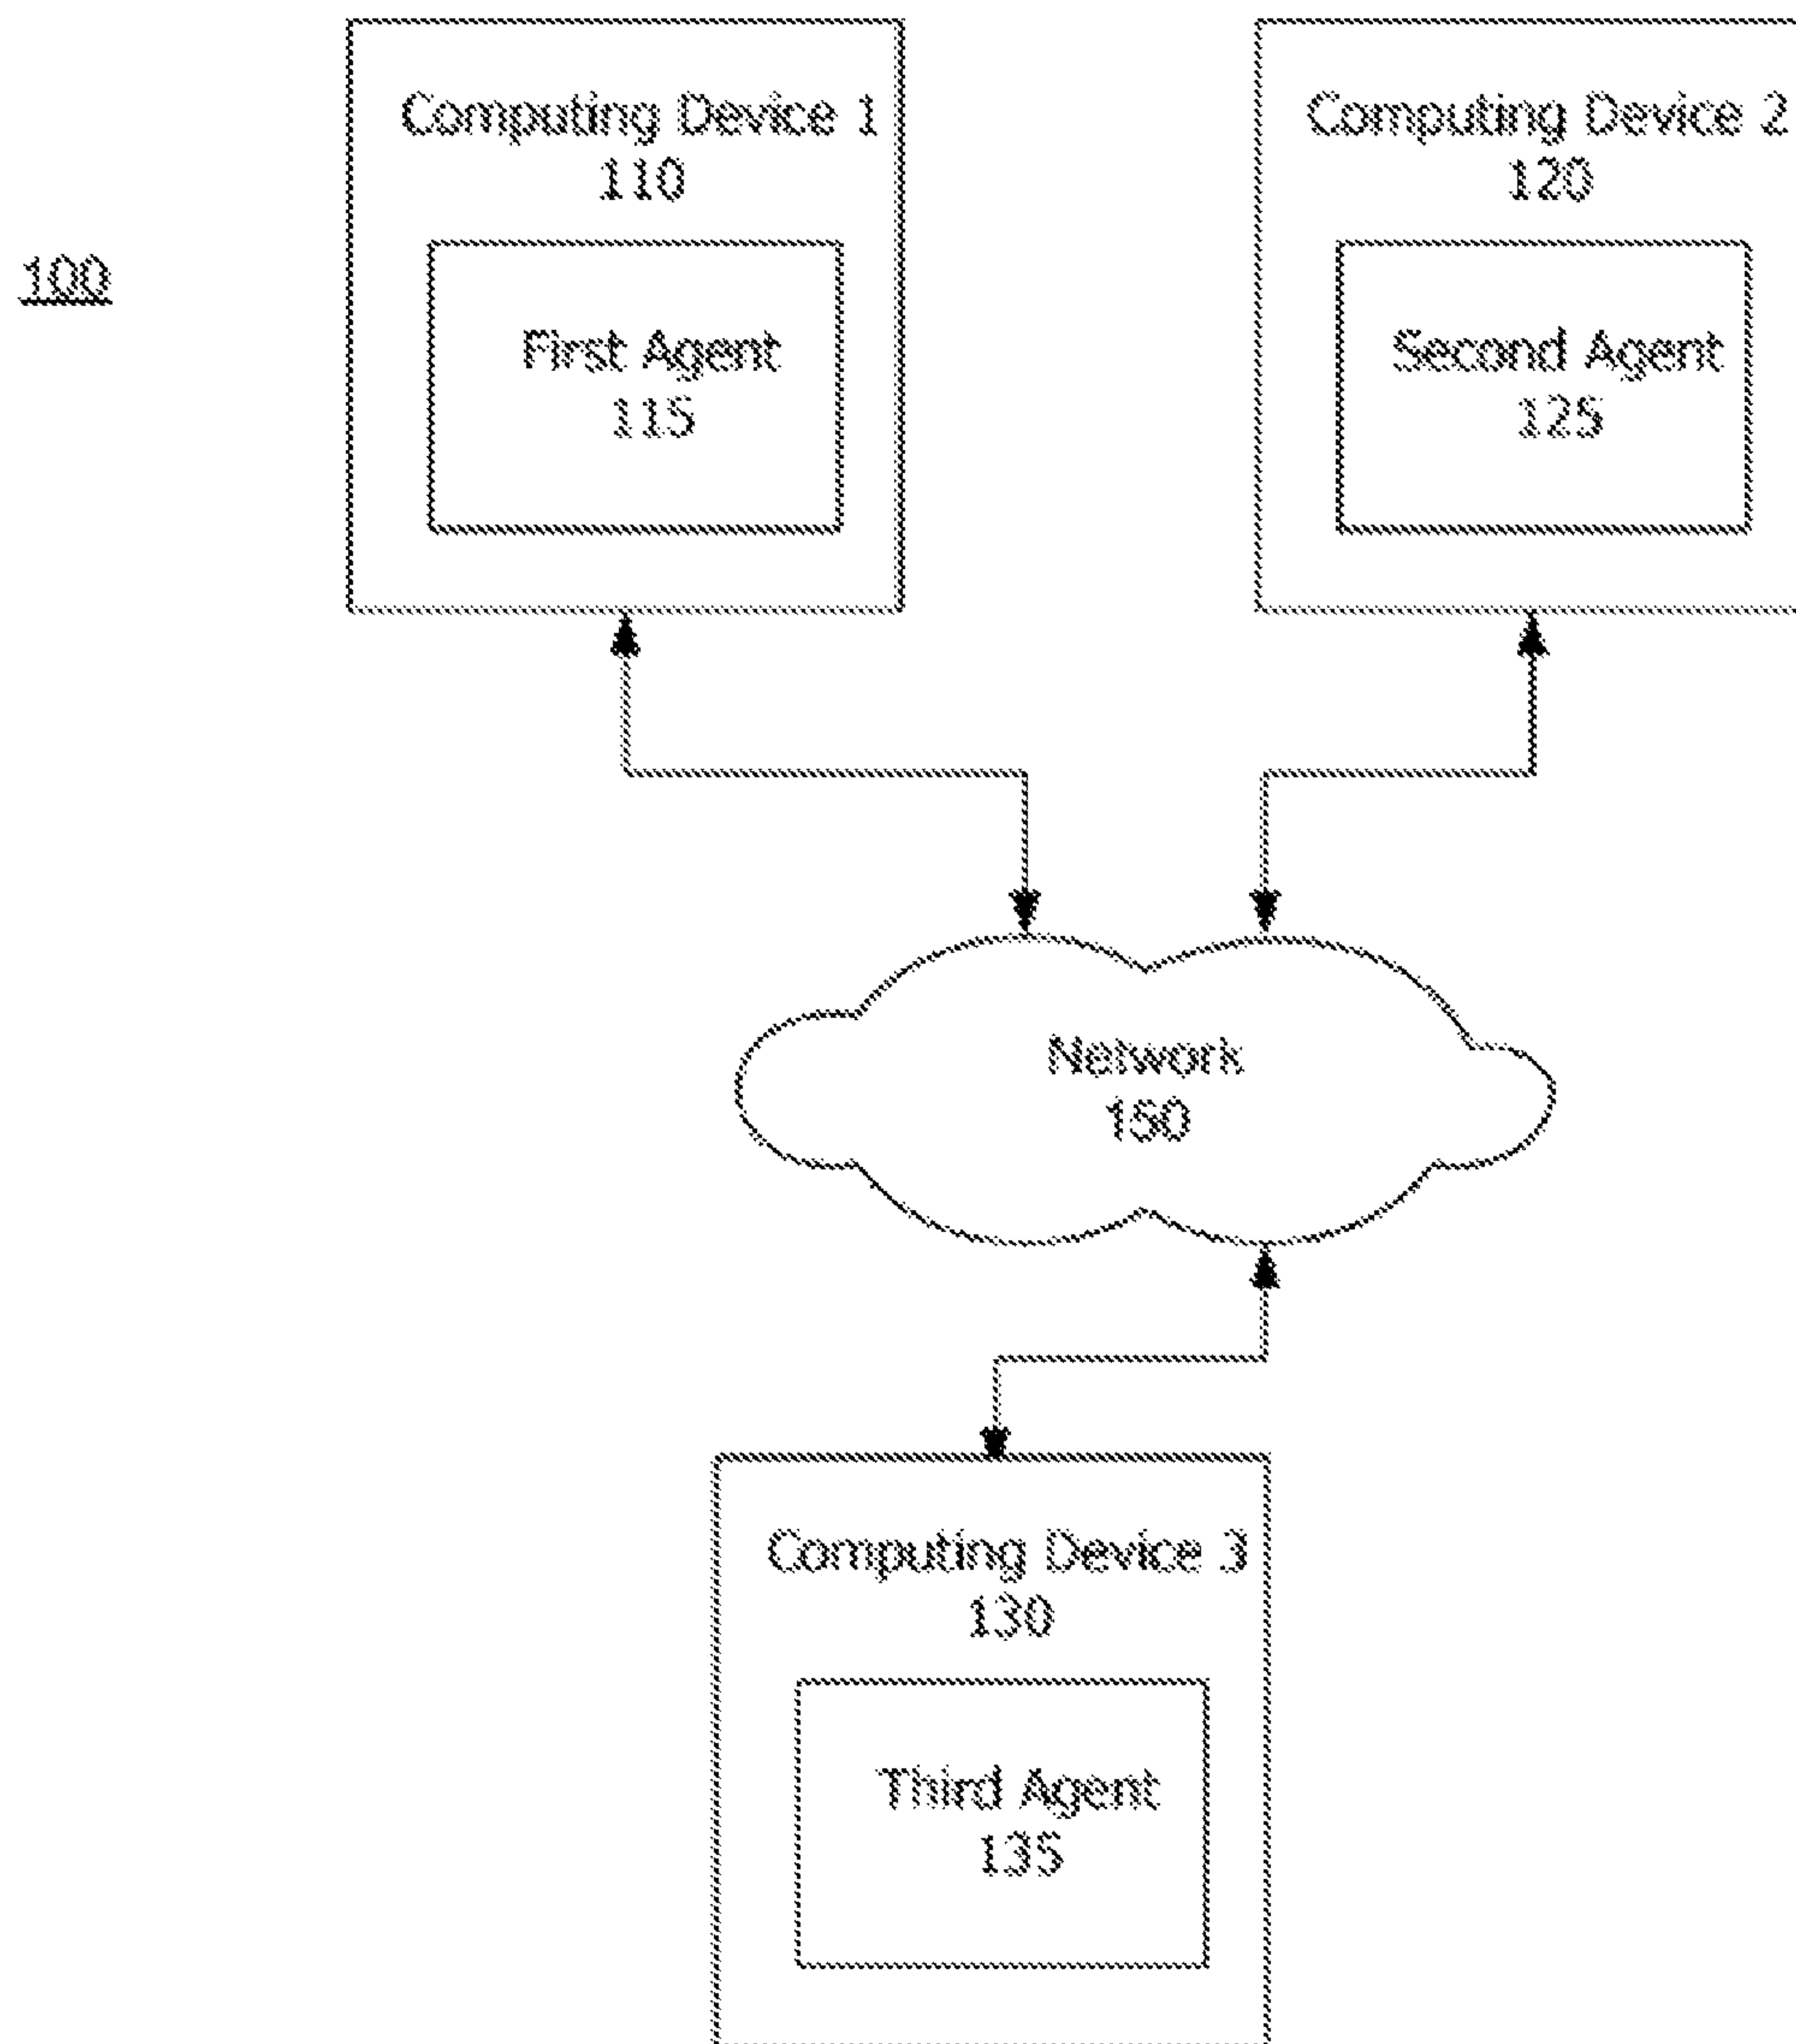 Computing Device 1
110
Computing Device 2
120
100
First Agent
115
Second Agent
125
Network
150
Computing Device 3
130
Third Agent
135